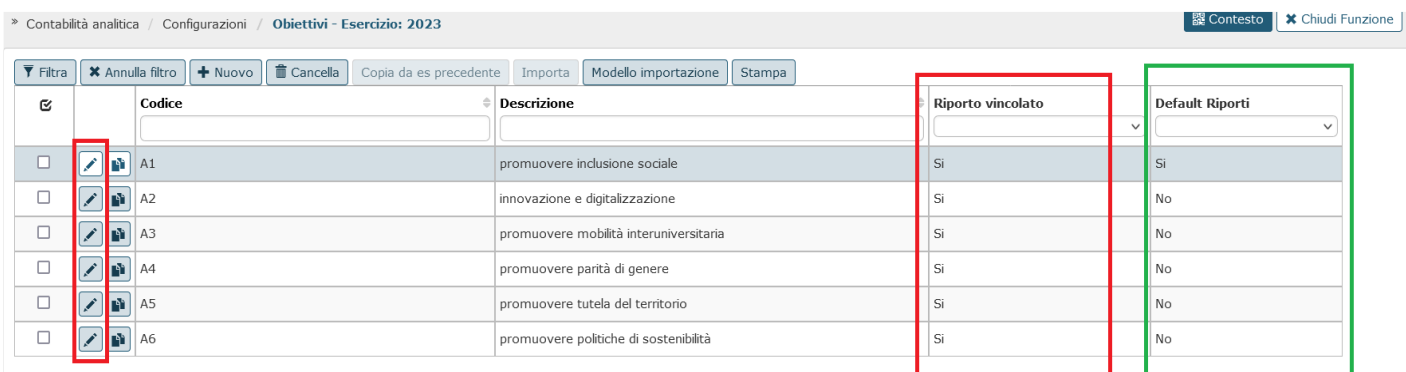 » Contabilità analitica / Configurazioni / Obiettivi - Esercizio: 2023
Contesto Chiudi Funzione
Filtra Annulla filtro Nuovo Cancella Copia da es precedente Importa Modello importazione Stampa
Codice Descrizione Riporto vincolato Default Riporti
A1 promuovere inclusione sociale Si Si
A2 innovazione e digitalizzazione Si No
A3 promuovere mobilità interuniversitaria Si No
A4 promuovere parità di genere Si No
A5 promuovere tutela del territorio Si No
A6 promuovere politiche di sostenibilità Si No